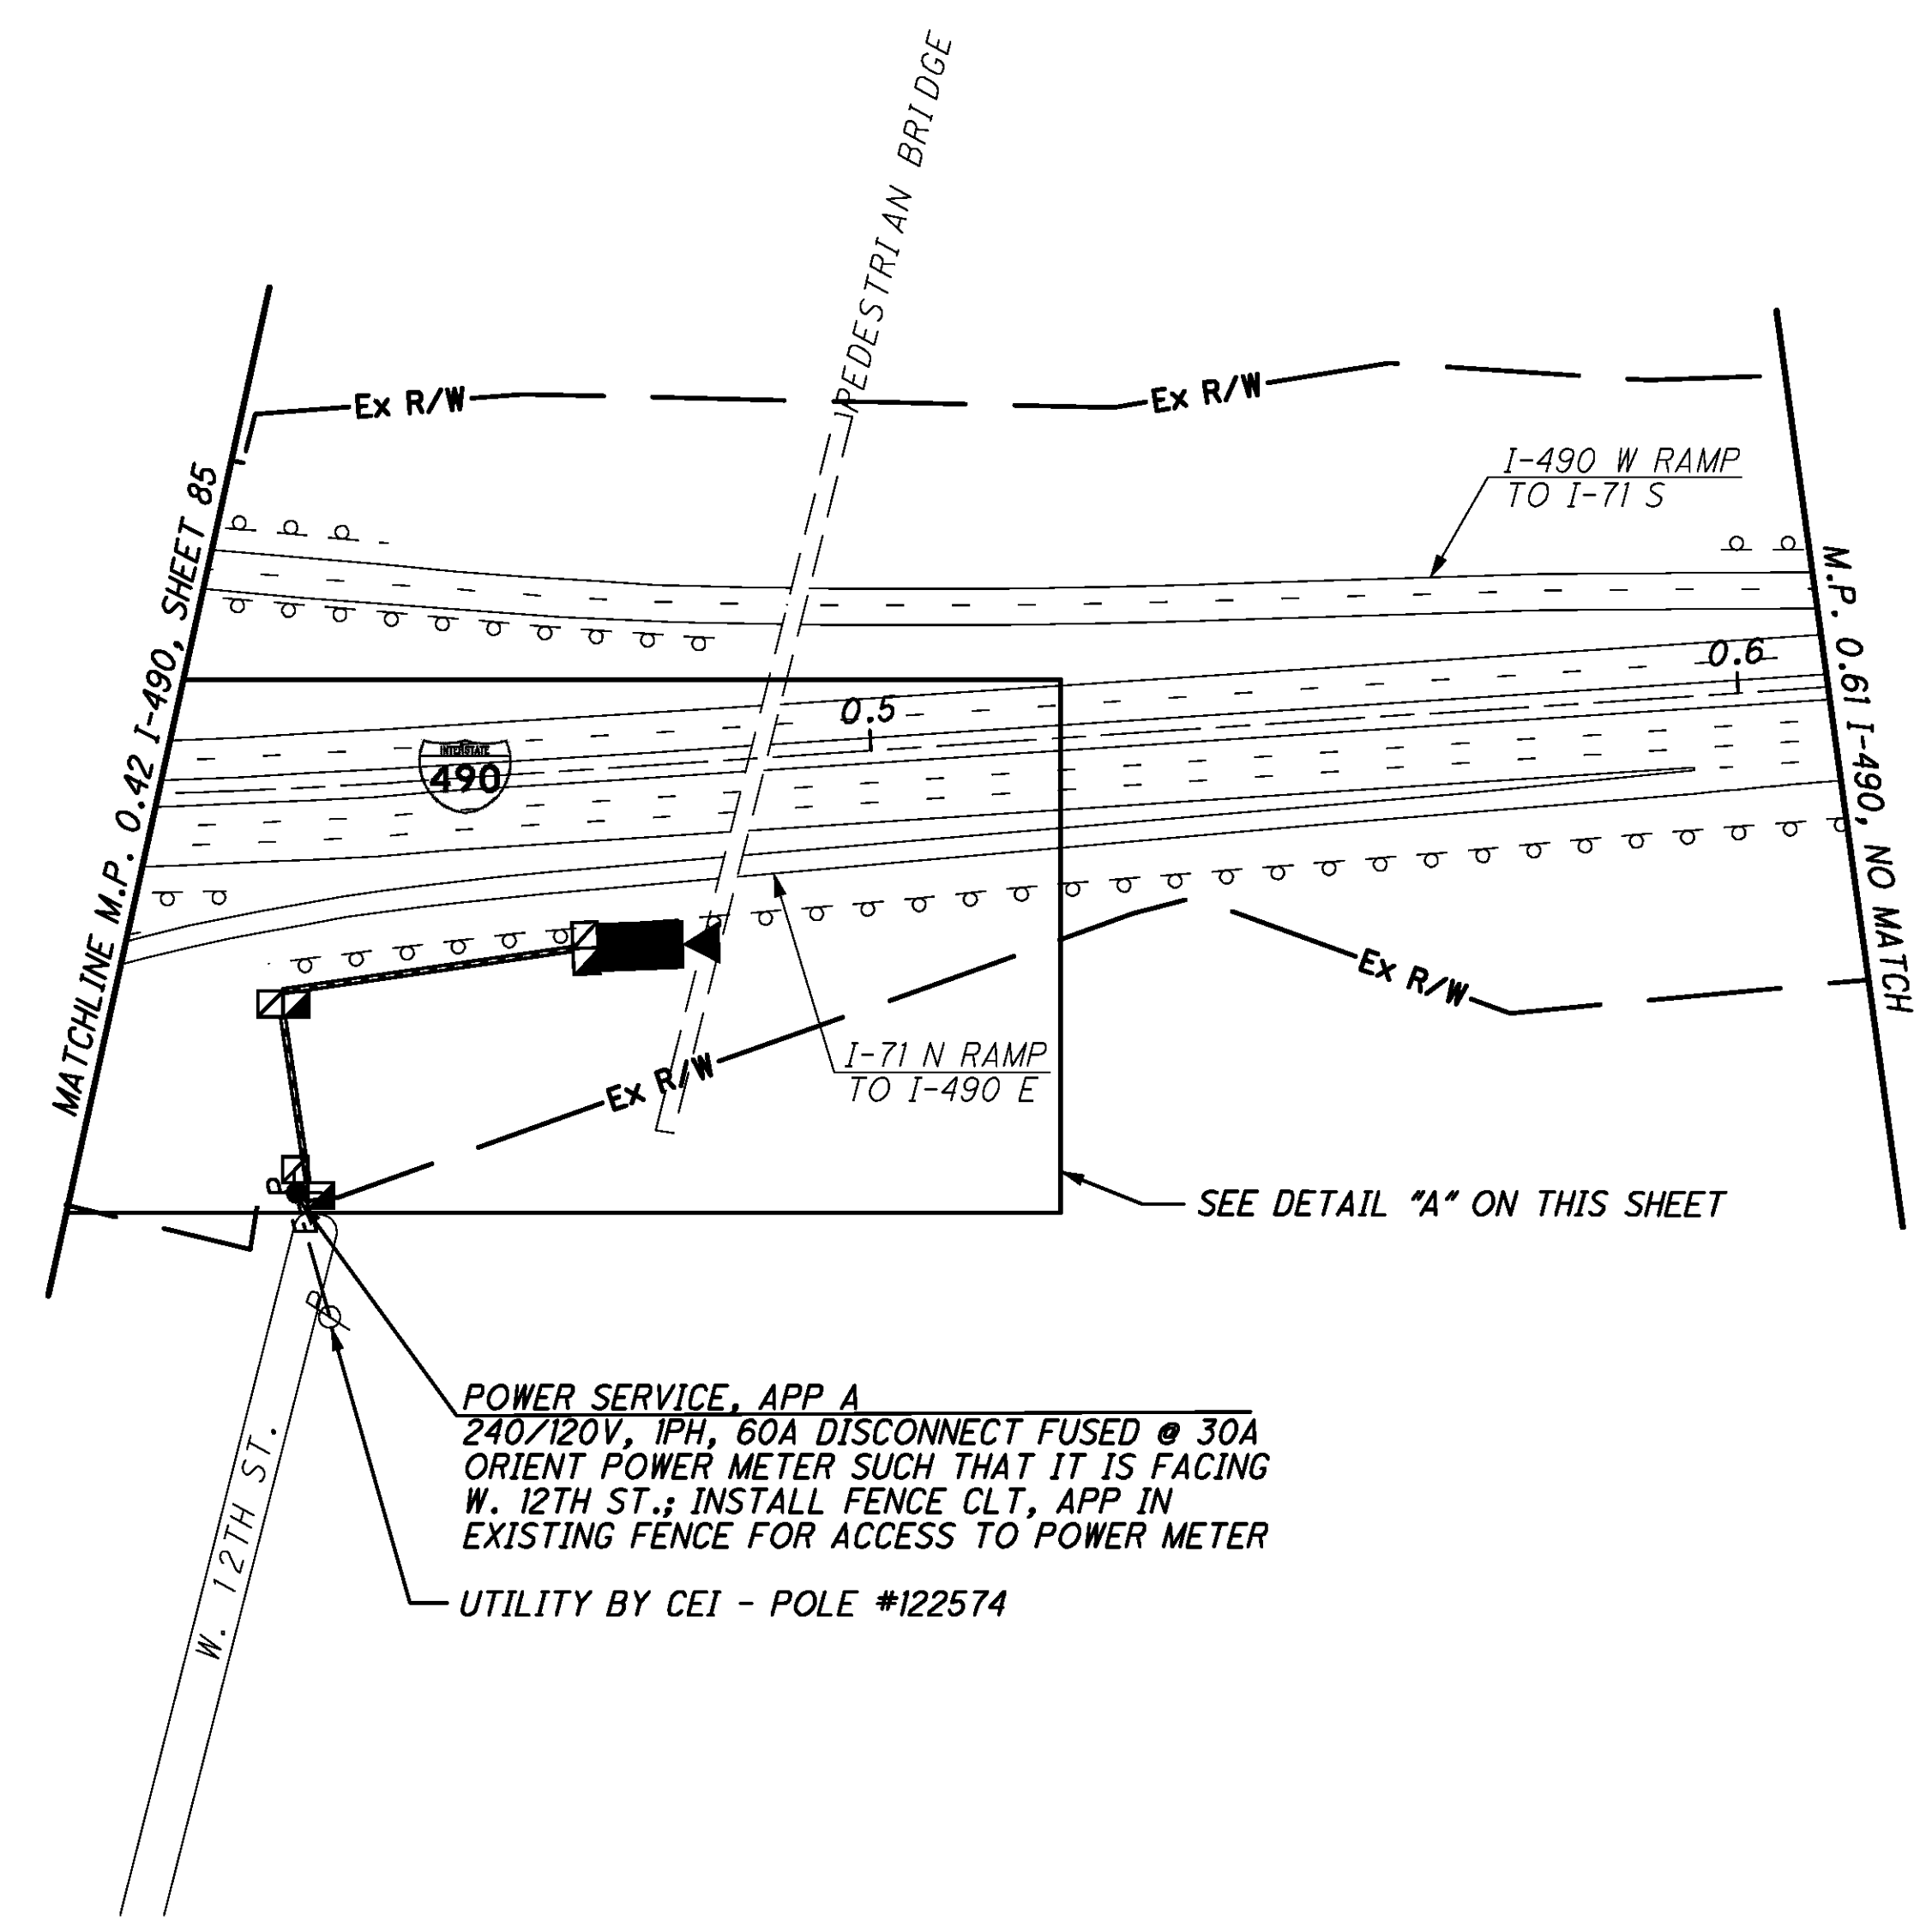 PEDESTRIAN BRIDGE
Ex R/W
Ex R/W
I-490 W RAMP
TO I-71 S
MATCHLINE M.P. 0.42 I-490, SHEET 85
M.P. 0.61 I-490, NO MATCH
0.6
0.5
INTERSTATE
490
Ex R/W
Ex R/W
I-71 N RAMP
TO I-490 E
P
E
P
SEE DETAIL "A" ON THIS SHEET
POWER SERVICE, APP A
240/120V, 1PH, 60A DISCONNECT FUSED @ 30A
ORIENT POWER METER SUCH THAT IT IS FACING
W. 12TH ST.; INSTALL FENCE CLT, APP IN
EXISTING FENCE FOR ACCESS TO POWER METER
UTILITY BY CEI - POLE #122574
W. 12TH ST.